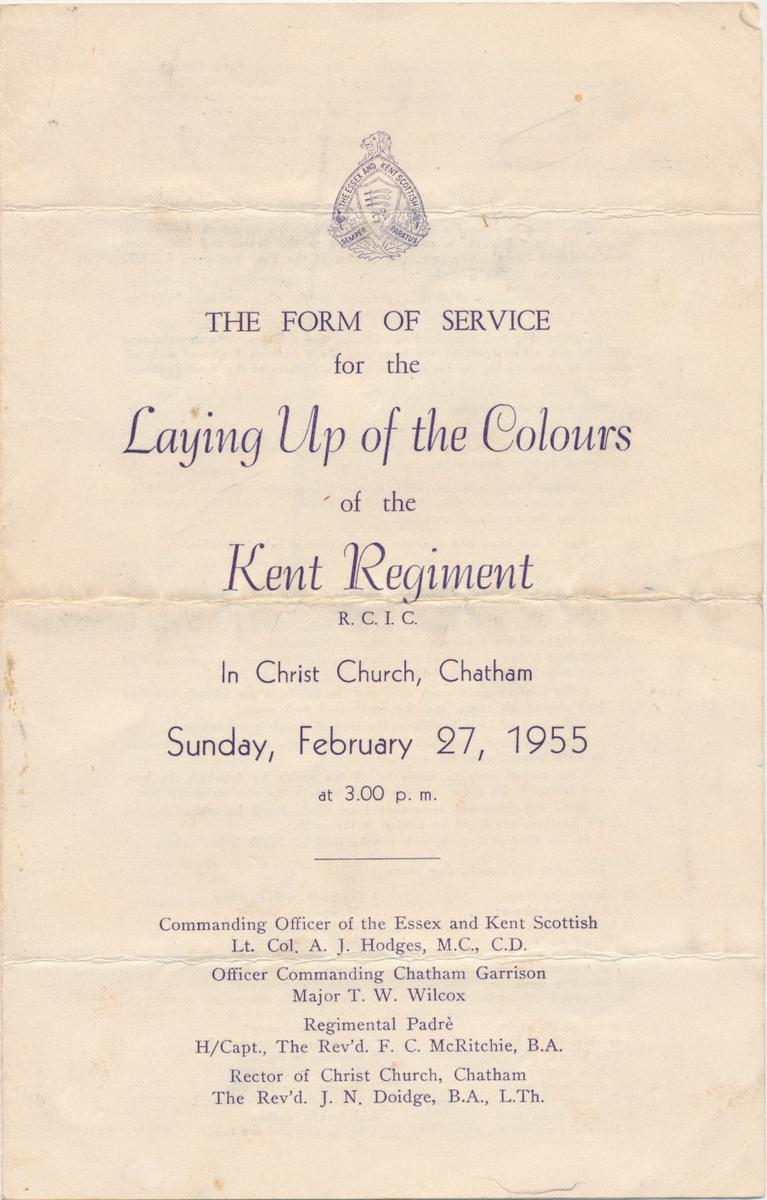 THE ESSEX AND KENT SCOTTISH
SEMPER PARATUS
THE FORM OF SERVICE
for the
Laying Up of the Colours
of the
Kent Regiment
R. C. I. C.
In Christ Church, Chatham
Sunday, February 27, 1955
at 3.00 p. m.
Commanding Officer of the Essex and Kent Scottish
Lt. Col. A. J. Hodges, M.C., C.D.
Officer Commanding Chatham Garrison
Major T. W. Wilcox
Regimental Padrè
H/Capt., The Rev'd. F. C. McRitchie, B.A.
Rector of Christ Church, Chatham
The Rev'd. J. N. Doidge, B.A., L.Th.